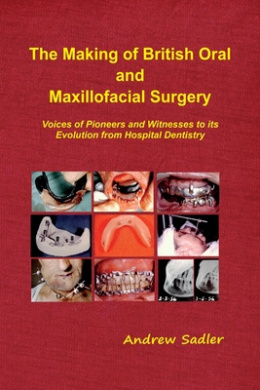 The Making of British Oral
and
Maxillofacial Surgery
Voices of Pioneers and Witnesses to its
Evolution from Hospital Dentistry
Andrew Sadler